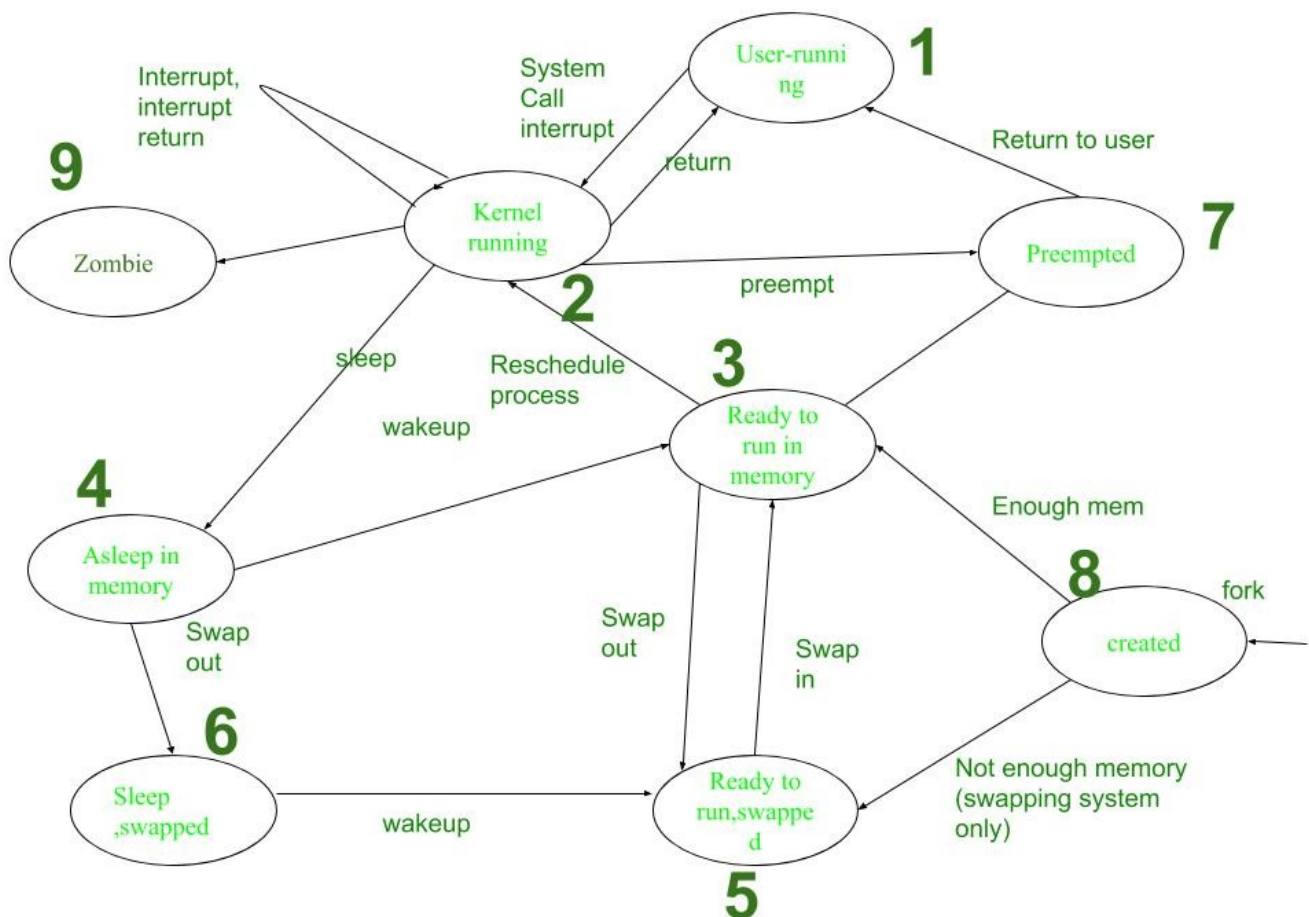 1
User-runni
ng
System
Call
interrupt
Interrupt,
interrupt
return
Return to user
return
9
7
Kernel
running
Zombie
Preempted
preempt
2
3
sleep
Reschedule
process
wakeup
Ready to
run in
memory
4
Enough mem
Asleep in
memory
8
fork
Swap
out
Swap
out
Swap
in
created
6
Not enough memory
(swapping system
only)
Sleep
,swapped
wakeup
Ready to
run,swappe
d
5